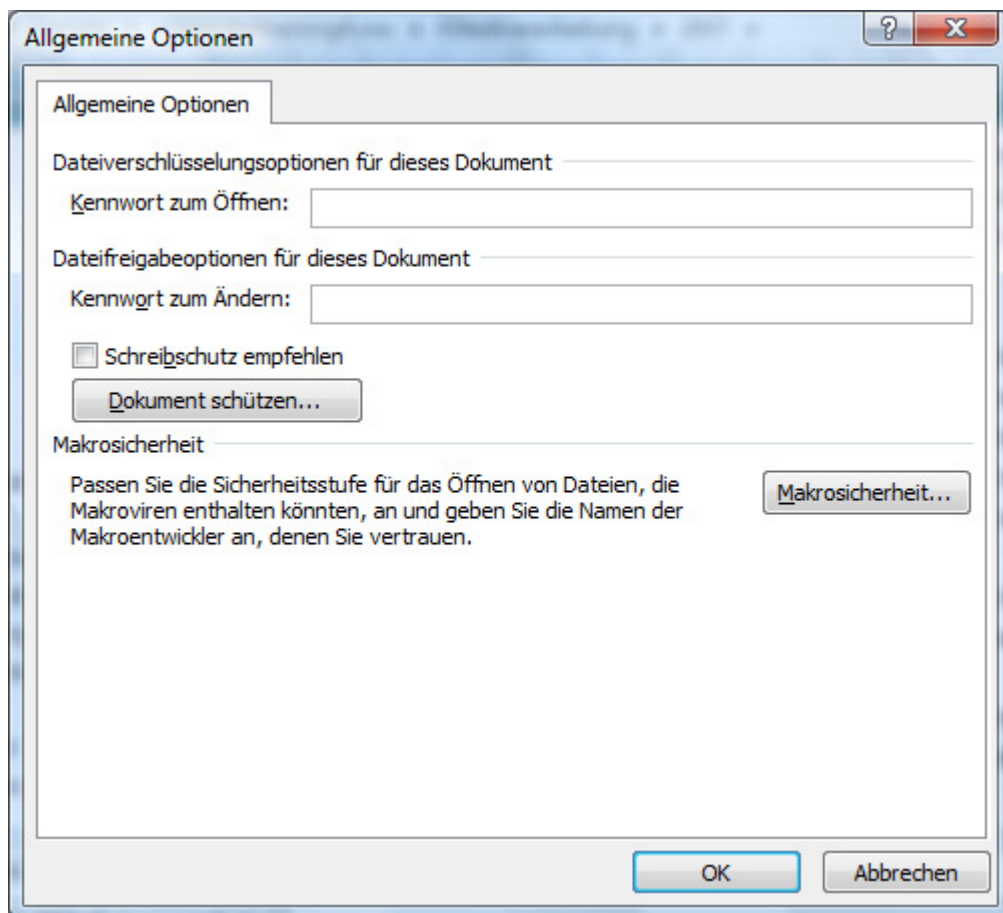 Allgemeine Optionen
Allgemeine Optionen
Dateiverschlüsselungsoptionen für dieses Dokument
Kennwort zum Öffnen:
Dateifreigabeoptionen für dieses Dokument
Kennwort zum Ändern:
Schreibschutz empfehlen
Dokument schützen...
Makrosicherheit
Passen Sie die Sicherheitsstufe für das Öffnen von Dateien, die
Makroviren enthalten könnten, an und geben Sie die Namen der
Makroentwickler an, denen Sie vertrauen.
Makrosicherheit...
OK
Abbrechen